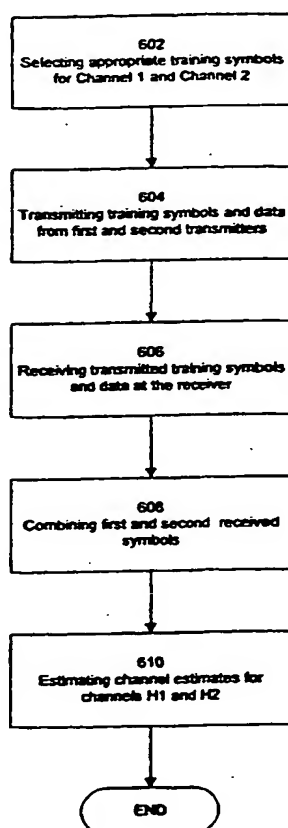 602
Selecting appropriate training symbols
for Channel 1 and Channel 2
604
Transmitting training symbols and data
from first and second transmitters
606
Receiving transmitted training symbols
and data at the receiver
608
Combining first and second received
symbols
610
Estimating channel estimates for
channels H1 and H2
END